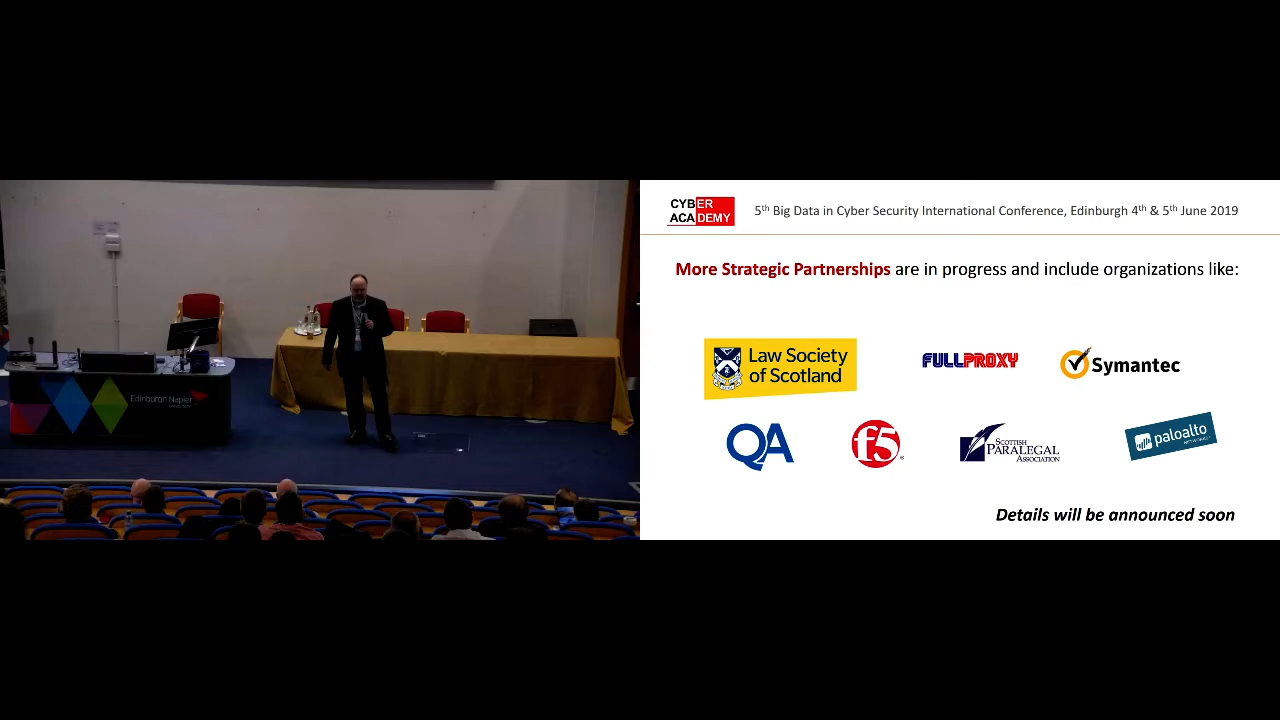 Edinburgh Napier
CYBER
ACADEMY
5th Big Data in Cyber Security International Conference, Edinburgh 4th & 5th June 2019
More Strategic Partnerships are in progress and include organizations like:
Law Society
of Scotland
FULLPROXY
Symantec
QA
f5
SCOTTISH
PARALEGAL
ASSOCIATION
paloalto
NETWORKS
Details will be announced soon